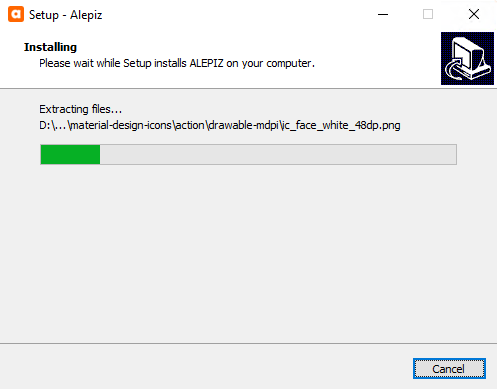 Setup - Alepiz
Installing
Please wait while Setup installs ALEPIZ on your computer.
Extracting files...
D:\...\material-design-icons\action\drawable-mdpi\ic_face_white_48dp.png
Cancel